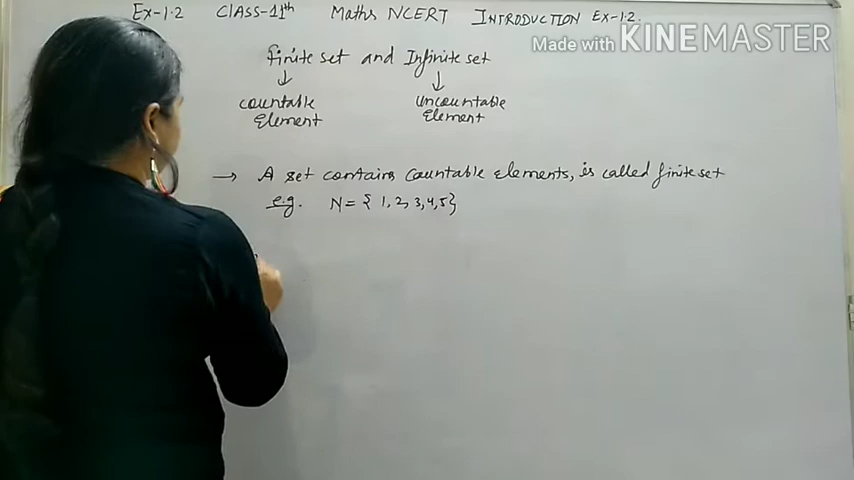 Ex-1.2 CLASS-11th Maths NCERT INTRODUCTION Ex-1.2.
Made with KINEMASTER
finite set and Infinite set
↓ ↓
countable uncountable
Element Element
→ A set contains countable elements, is called finite set
e.g. N = { 1, 2, 3, 4, 5}